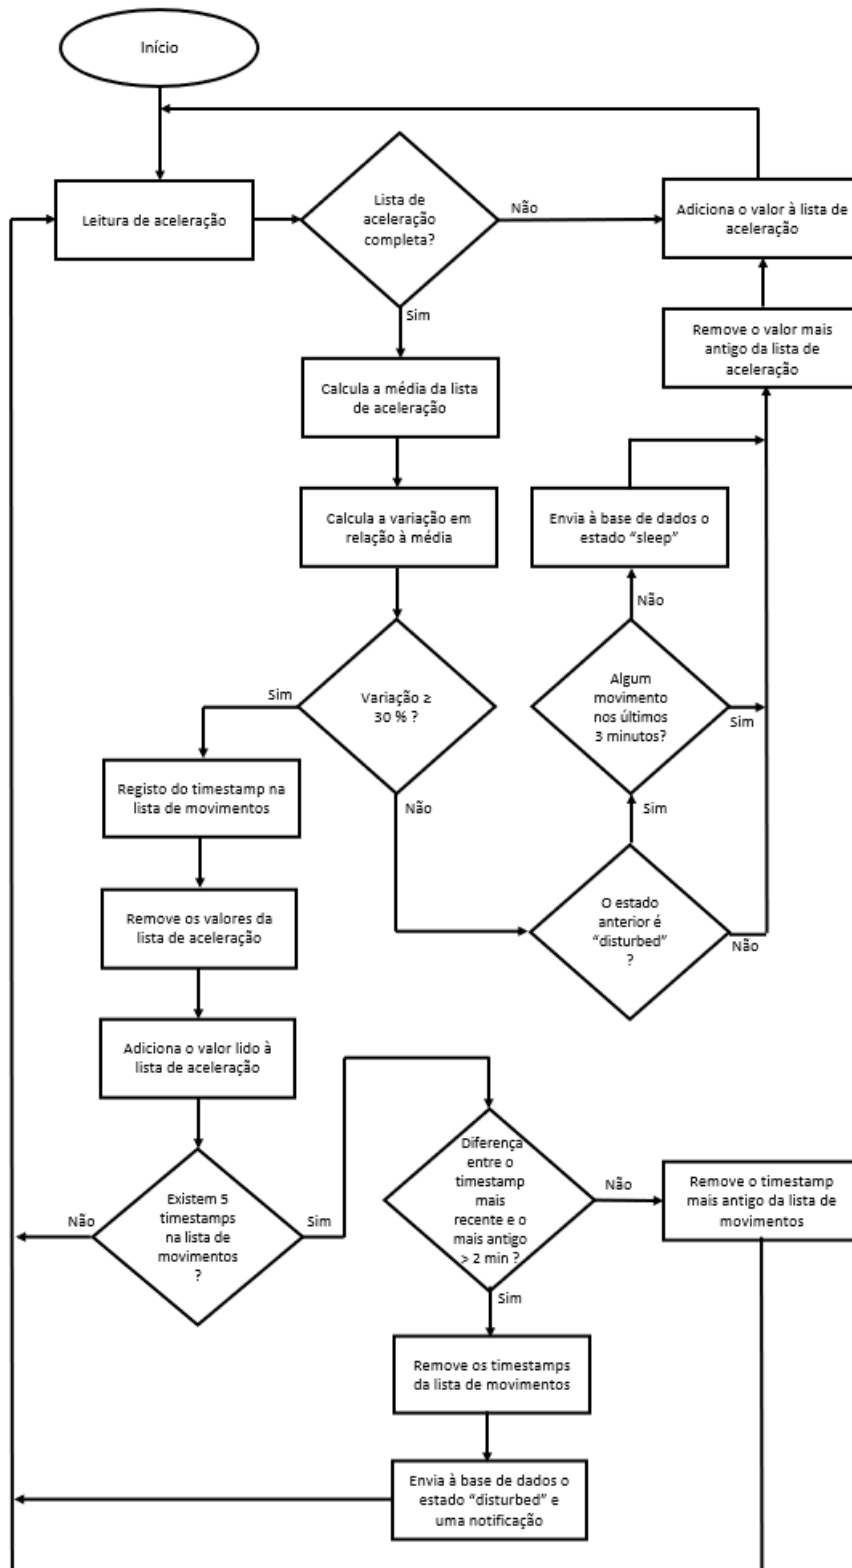 Início
Leitura de aceleração
Lista de
aceleração
completa?
Não
Adiciona o valor à lista de
aceleração
Sim
Remove o valor mais
antigo da lista de
aceleração
Calcula a média da lista
de aceleração
Calcula a variação em
relação à média
Envia à base de dados o
estado “sleep”
Não
Variação ≥
30 % ?
Sim
Algum
movimento
nos últimos
3 minutos?
Sim
Registo do timestamp na
lista de movimentos
Não
Sim
Remove os valores da
lista de aceleração
O estado
anterior é
“disturbed”
?
Não
Adiciona o valor lido à
lista de aceleração
Existem 5
timestamps
na lista de
movimentos
?
Não
Sim
Diferença
entre o
timestamp
mais
recente e o
mais antigo
> 2 min ?
Não
Remove o timestamp
mais antigo da lista de
movimentos
Sim
Remove os timestamps
da lista de movimentos
Envia à base de dados o
estado “disturbed” e
uma notificação